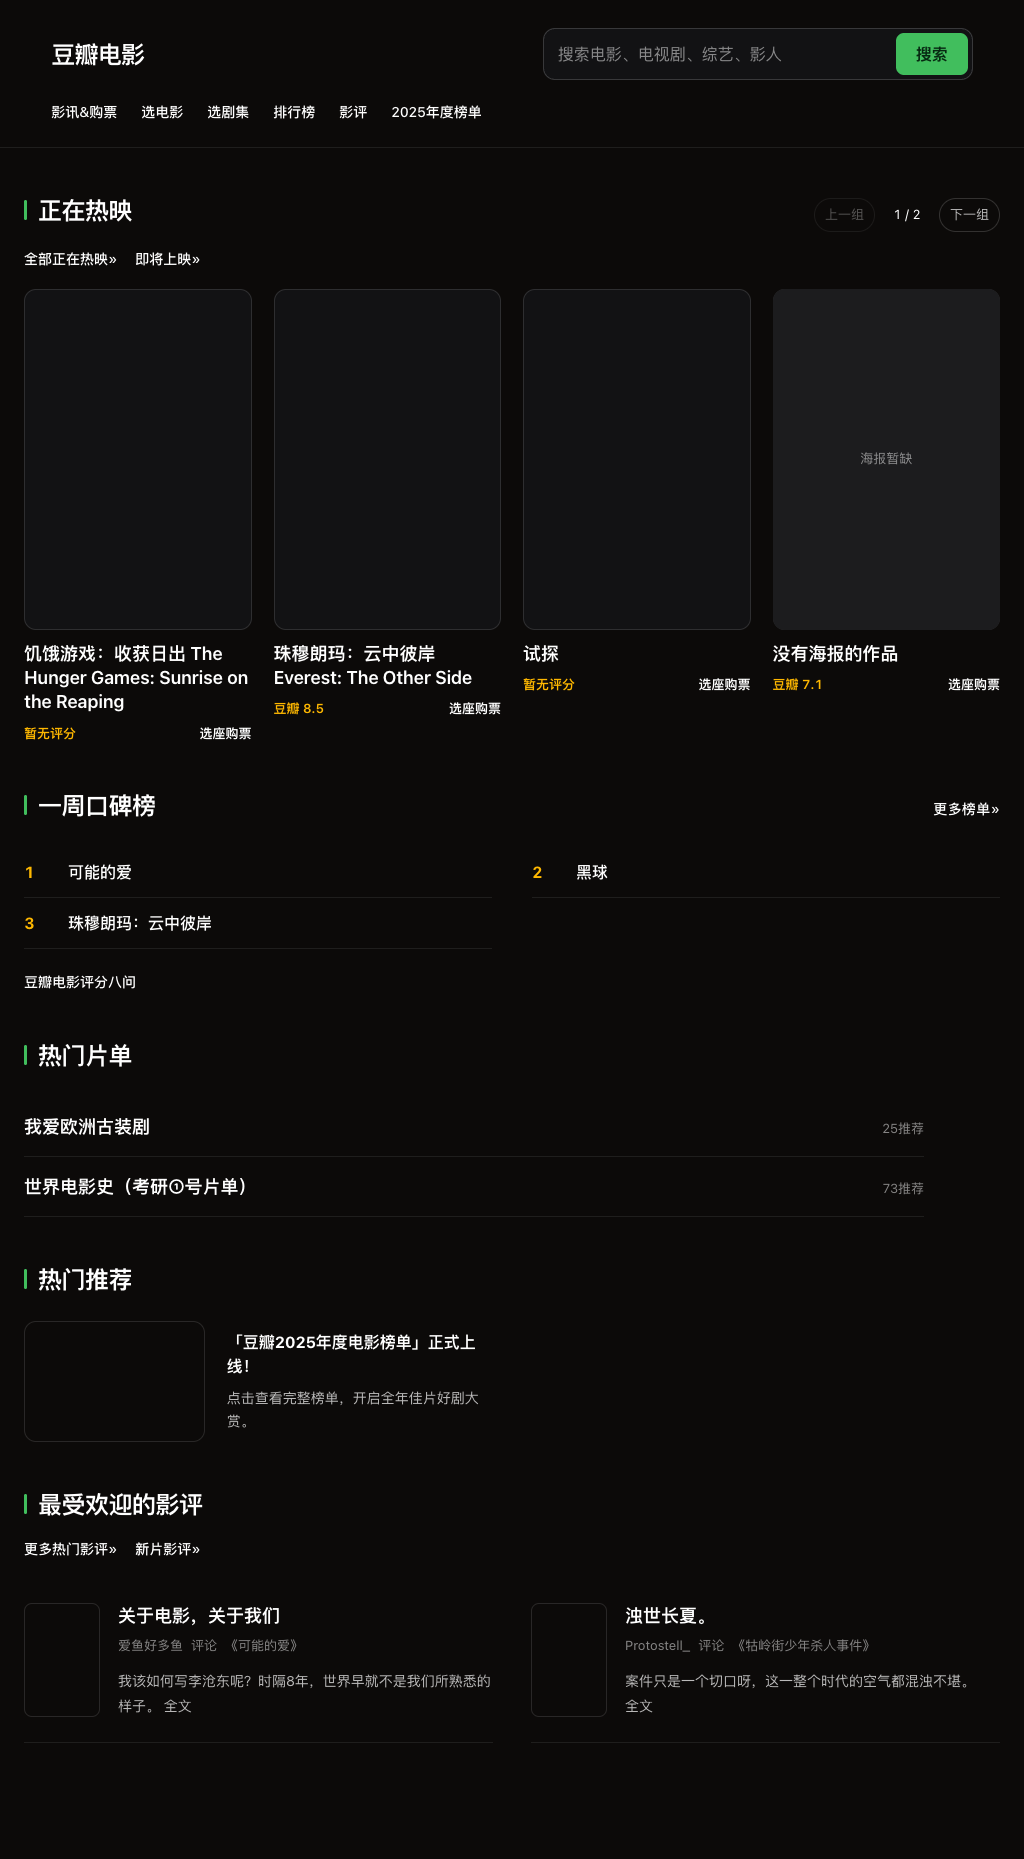 豆瓣电影
搜索电影、电视剧、综艺、影人
搜索
影讯&购票 选电影 选剧集 排行榜 影评 2025年度榜单
正在热映
上一组 1 / 2 下一组
全部正在热映» 即将上映»
海报暂缺
饥饿游戏：收获日出 The
Hunger Games: Sunrise on
the Reaping
暂无评分 选座购票
珠穆朗玛：云中彼岸
Everest: The Other Side
豆瓣 8.5 选座购票
试探
暂无评分 选座购票
没有海报的作品
豆瓣 7.1 选座购票
一周口碑榜
更多榜单»
1 可能的爱
2 黑球
3 珠穆朗玛：云中彼岸
豆瓣电影评分八问
热门片单
我爱欧洲古装剧 25推荐
世界电影史（考研①号片单） 73推荐
热门推荐
「豆瓣2025年度电影榜单」正式上
线！
点击查看完整榜单，开启全年佳片好剧大
赏。
最受欢迎的影评
更多热门影评» 新片影评»
关于电影，关于我们
爱鱼好多鱼 评论 《可能的爱》
我该如何写李沧东呢？时隔8年，世界早就不是我们所熟悉的
样子。 全文
浊世长夏。
Protostell_ 评论 《牯岭街少年杀人事件》
案件只是一个切口呀，这一整个时代的空气都混浊不堪。
全文